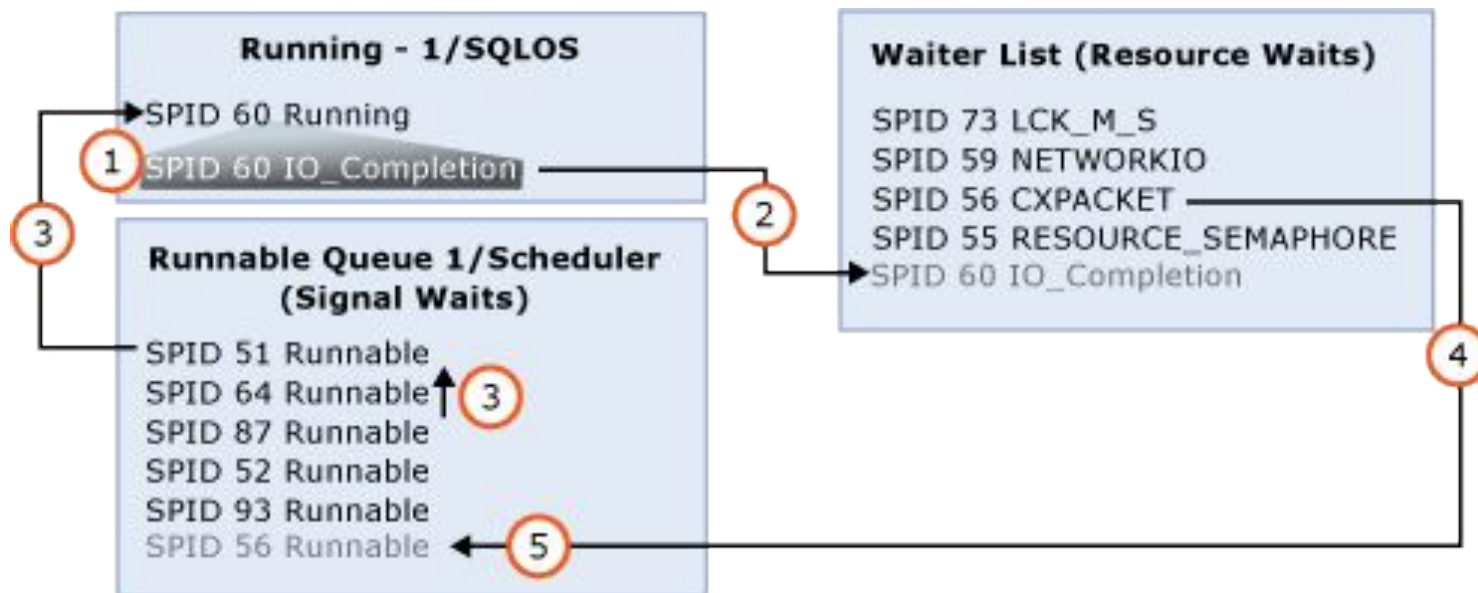 Running - 1/SQLOS
SPID 60 Running
1
SPID 60 IO_Completion
2
3
Runnable Queue 1/Scheduler
(Signal Waits)
SPID 51 Runnable
SPID 64 Runnable
3
SPID 87 Runnable
SPID 52 Runnable
SPID 93 Runnable
SPID 56 Runnable
5
Waiter List (Resource Waits)
SPID 73 LCK_M_S
SPID 59 NETWORKIO
SPID 56 CXPACKET
SPID 55 RESOURCE_SEMAPHORE
SPID 60 IO_Completion
4